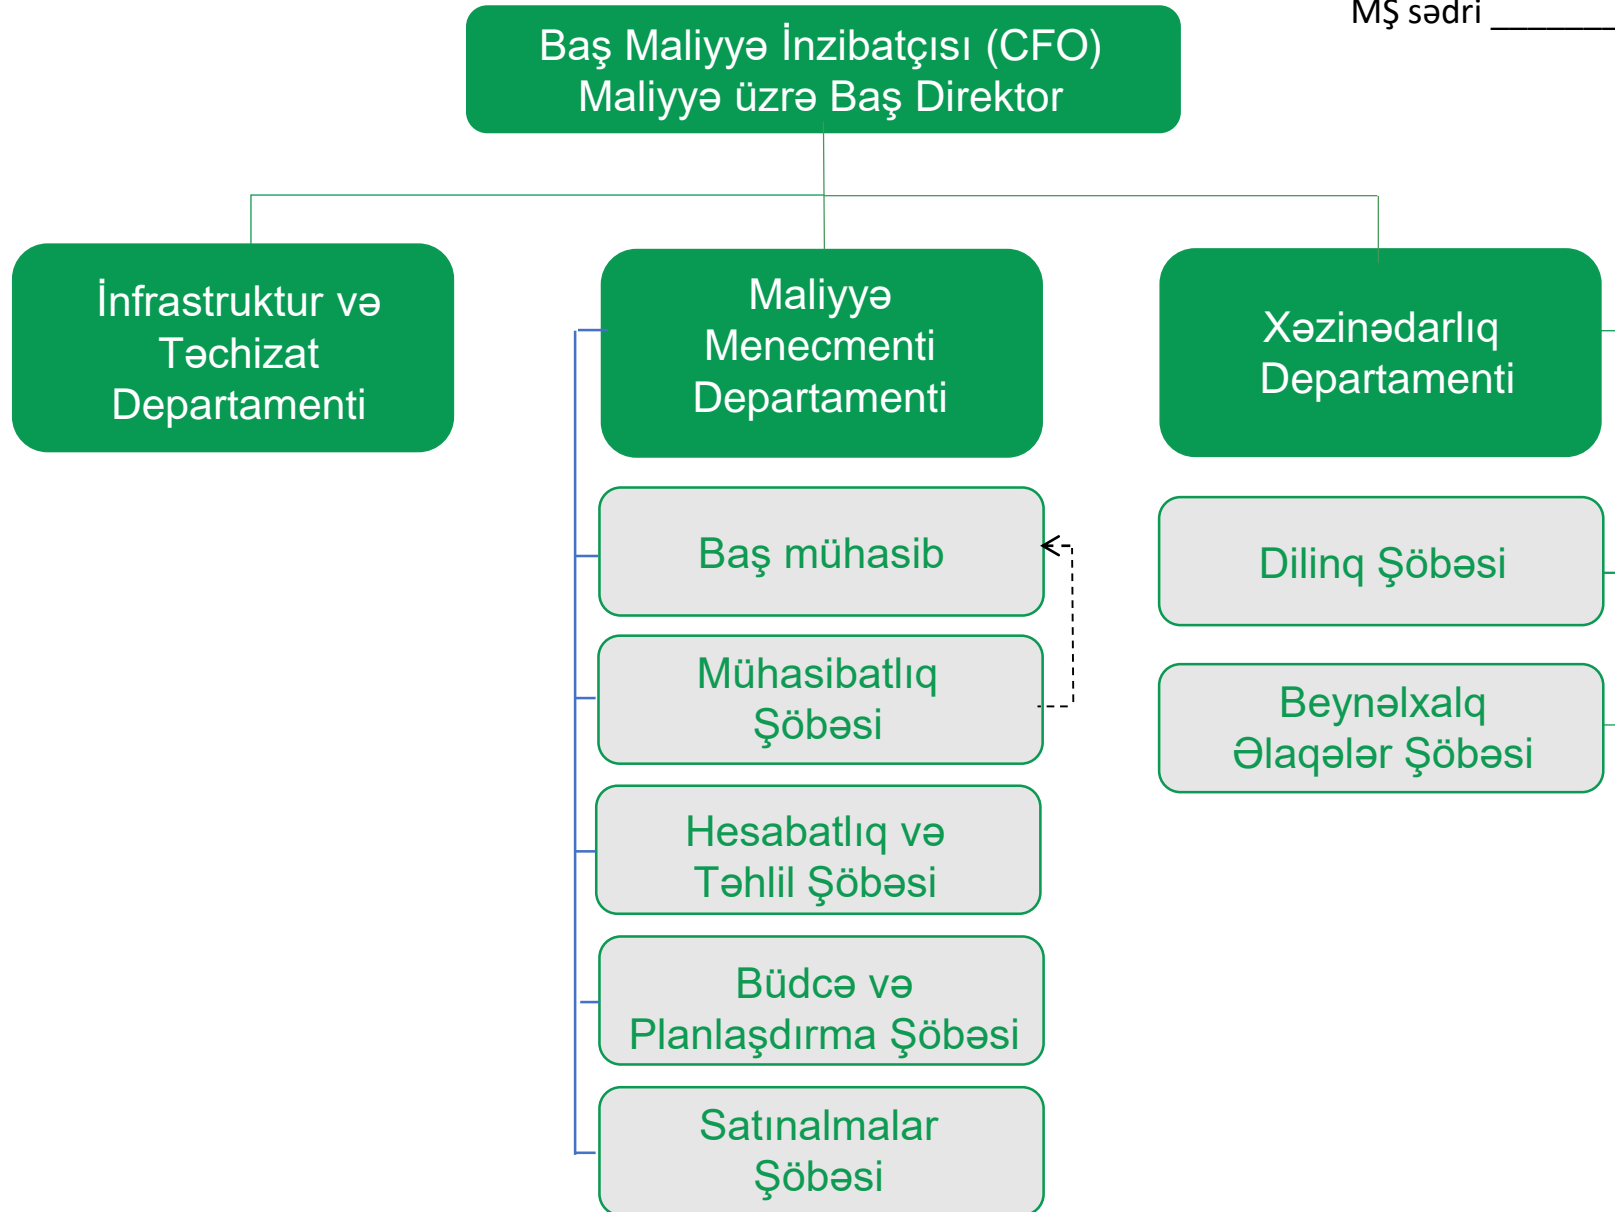 MŞ sədri _______
Baş Maliyyə İnzibatçısı (CFO)
Maliyyə üzrə Baş Direktor
İnfrastruktur və
Təchizat
Departamenti
Maliyyə
Menecmenti
Departamenti
Xəzinədarlıq
Departamenti
Baş mühasib
Mühasibatlıq
Şöbəsi
Hesabatlıq və
Təhlil Şöbəsi
Büdcə və
Planlaşdırma Şöbəsi
Satınalmalar
Şöbəsi
Dilinq Şöbəsi
Beynəlxalq
Əlaqələr Şöbəsi